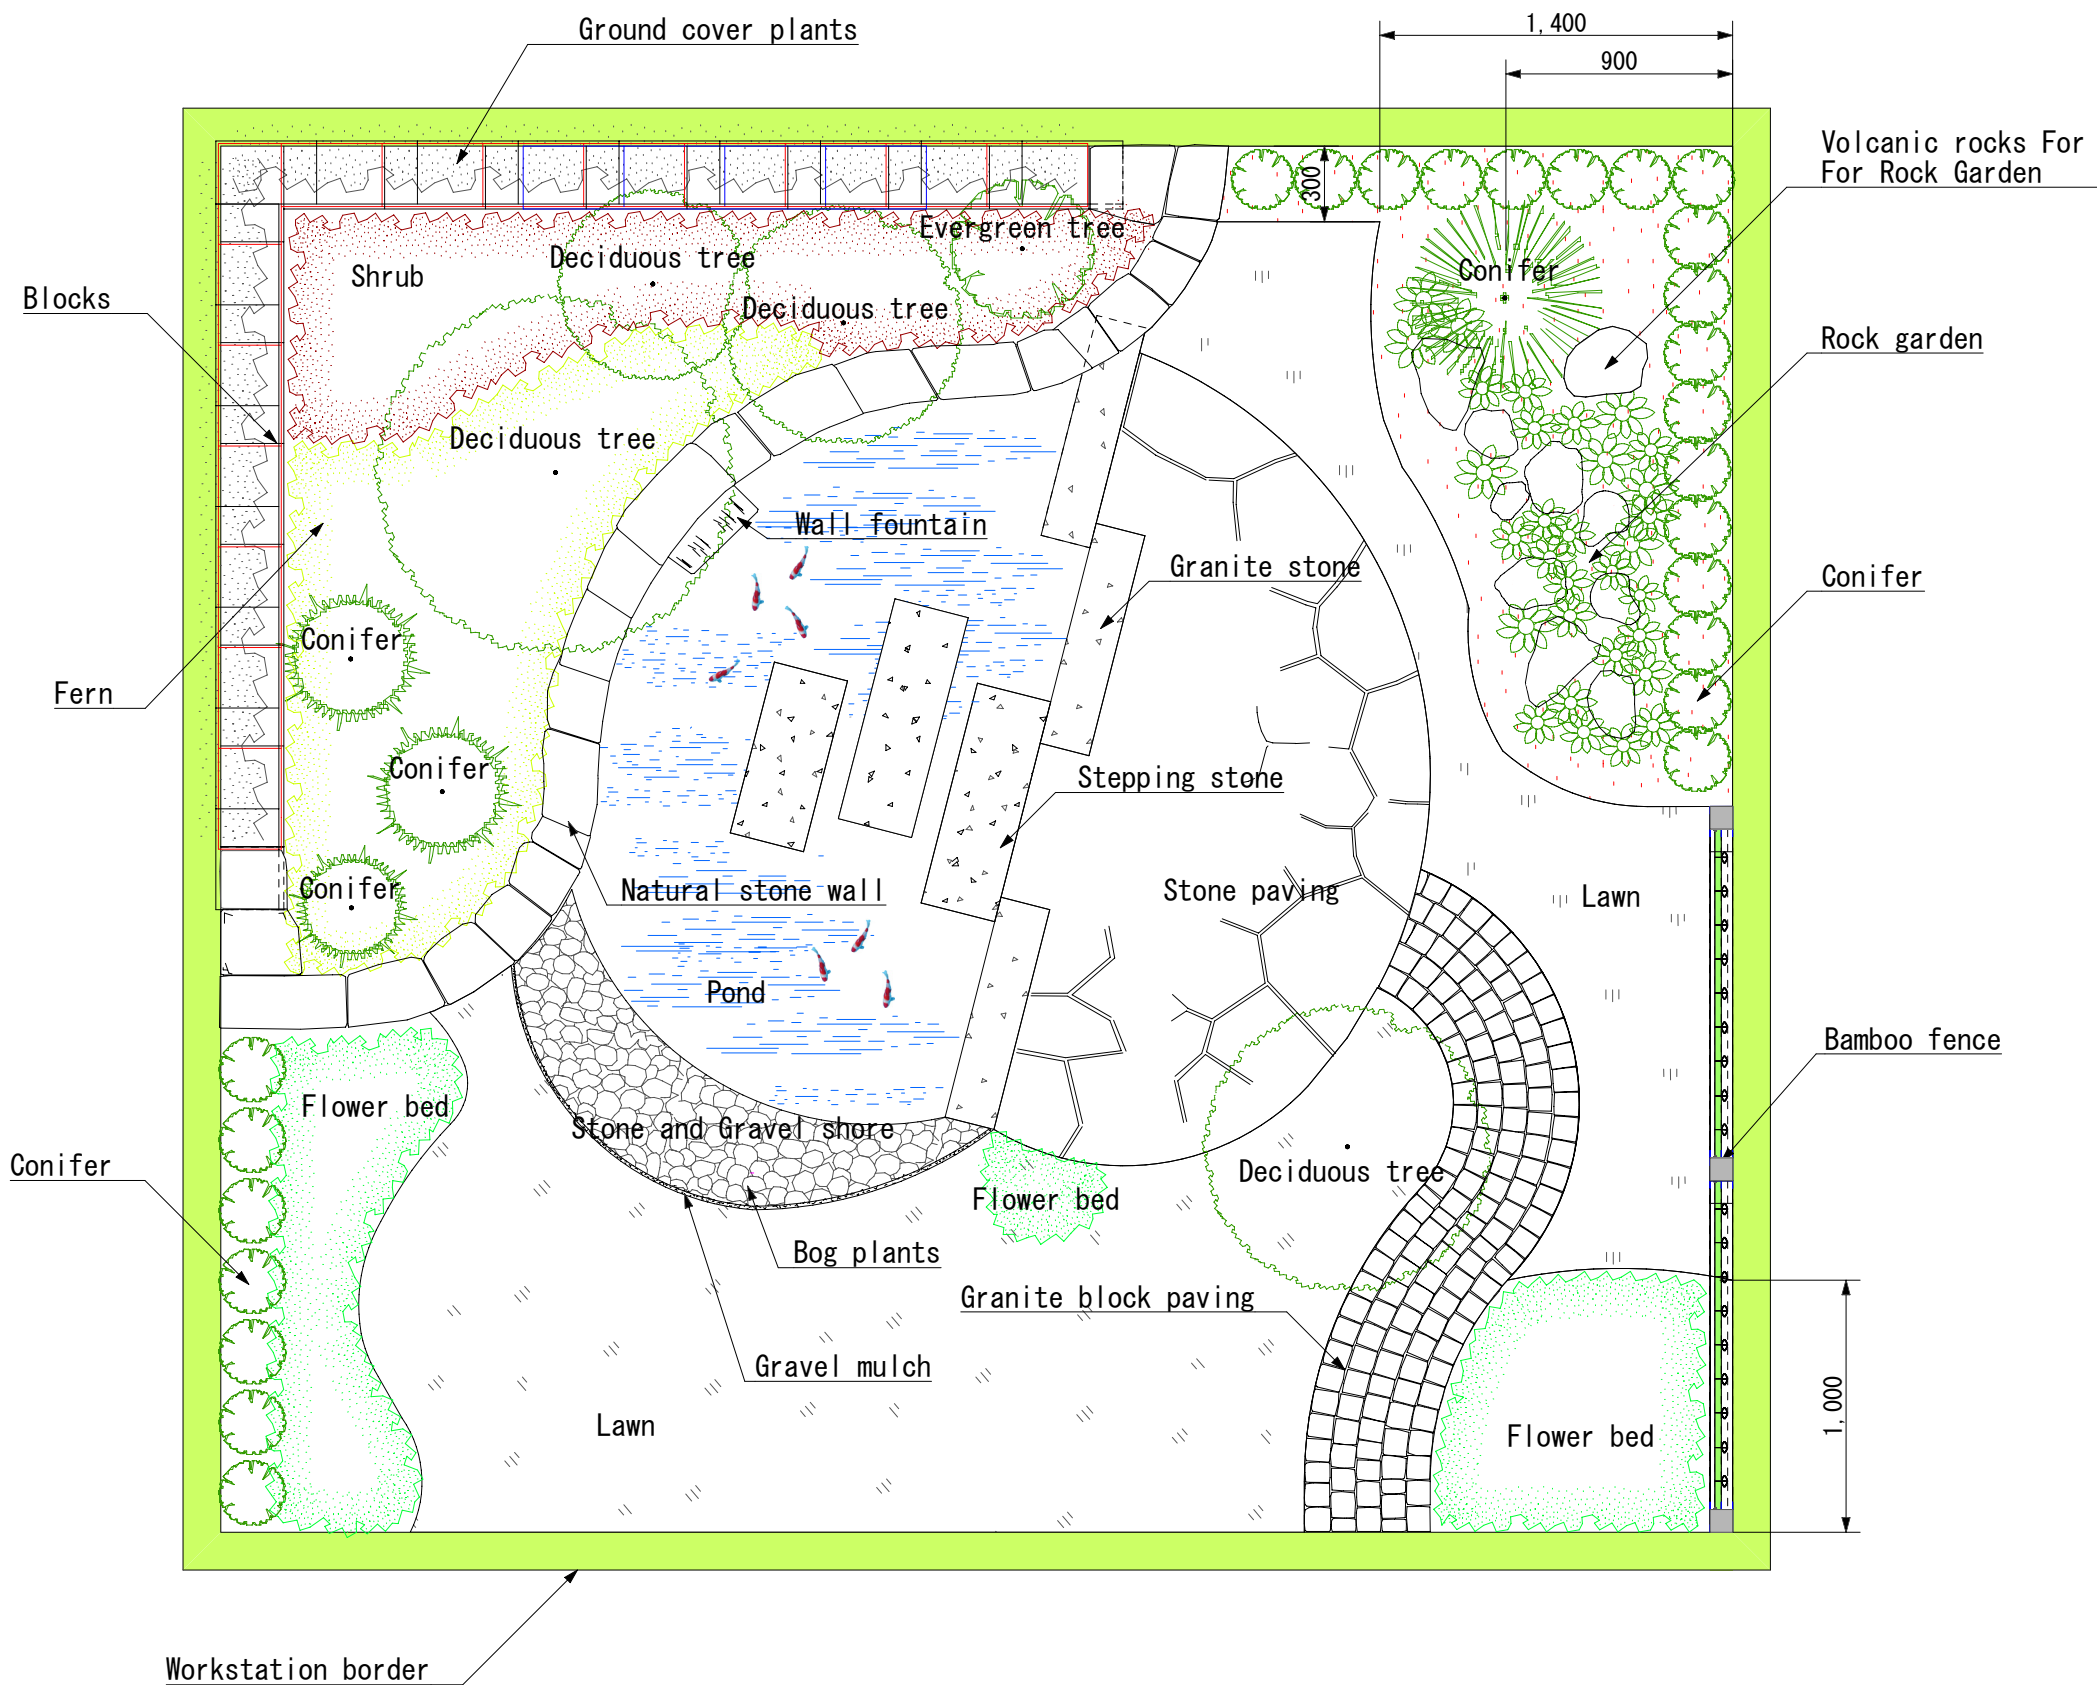 1,400
Ground cover plants
900
Volcanic rocks For
For Rock Garden
300
Evergreen tree
Deciduous tree
Shrub
Conifer
Blocks
Deciduous tree
Rock garden
Deciduous tree
Wall fountain
Granite stone
Conifer
Conifer
Fern
Conifer
Stepping stone
Conifer
Natural stone wall
Stone paving
Lawn
Pond
Bamboo fence
Flower bed
Stone and Gravel shore
Conifer
Deciduous tree
Flower bed
Bog plants
Granite block paving
Gravel mulch
1,000
Lawn
Flower bed
Workstation border